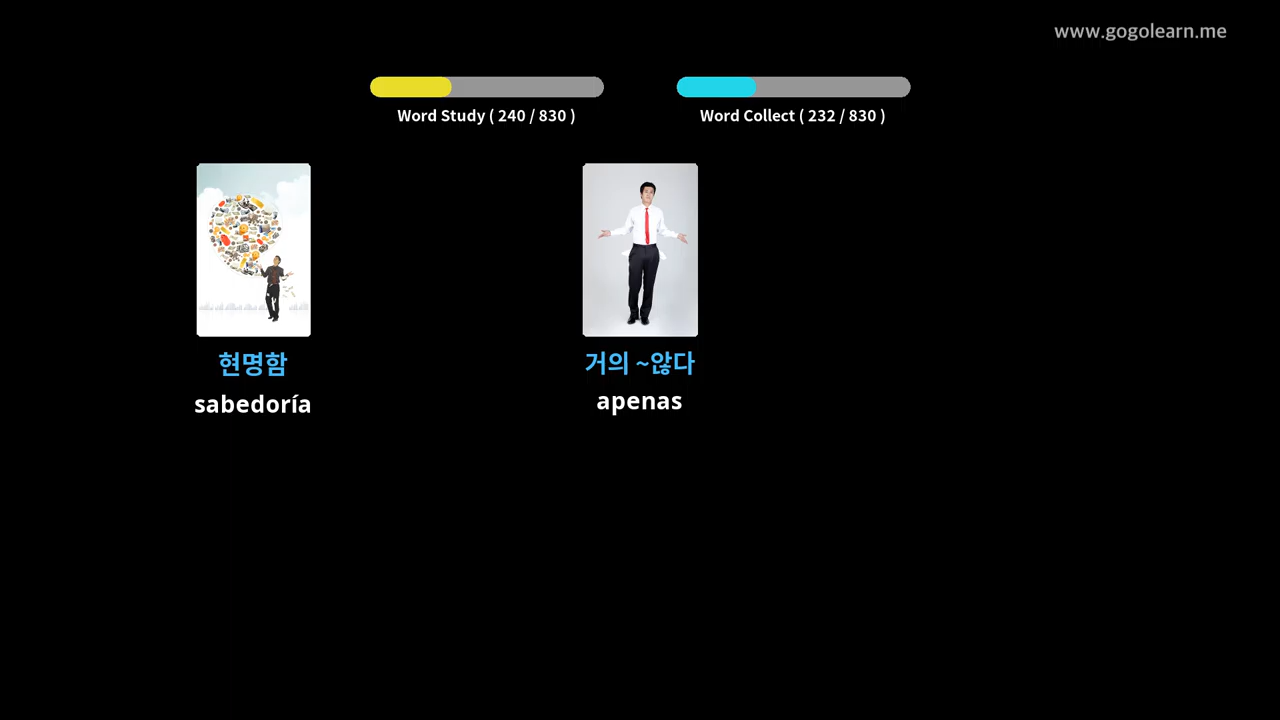 www.gogolearn.me
Word Study ( 240 / 830 )
Word Collect ( 232 / 830 )
현명함
sabedoría
거의 ~않다
apenas